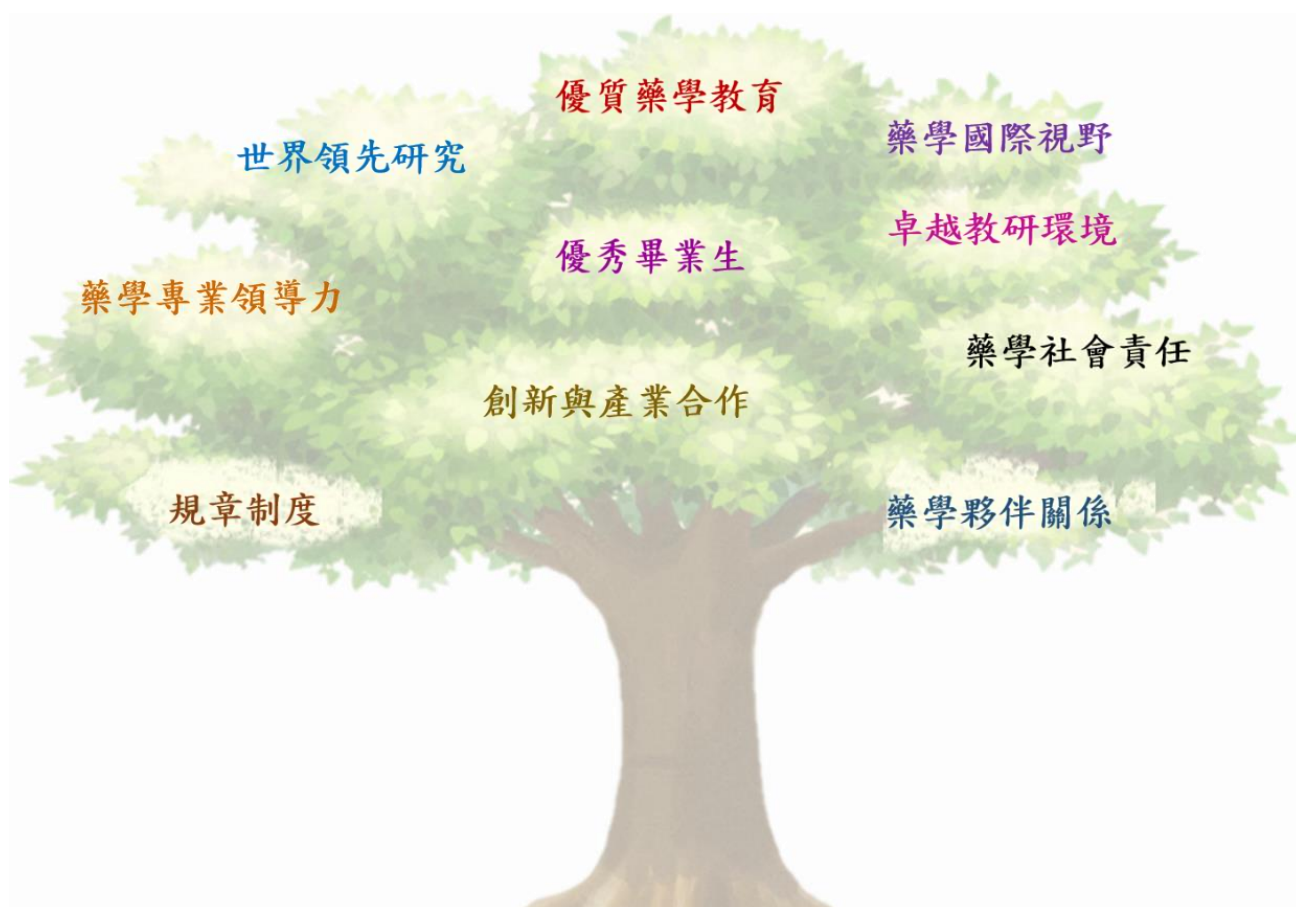 優質藥學教育
世界領先研究
藥學國際視野
優秀畢業生
卓越教研環境
藥學專業領導力
藥學社會責任
創新與產業合作
規章制度
藥學夥伴關係